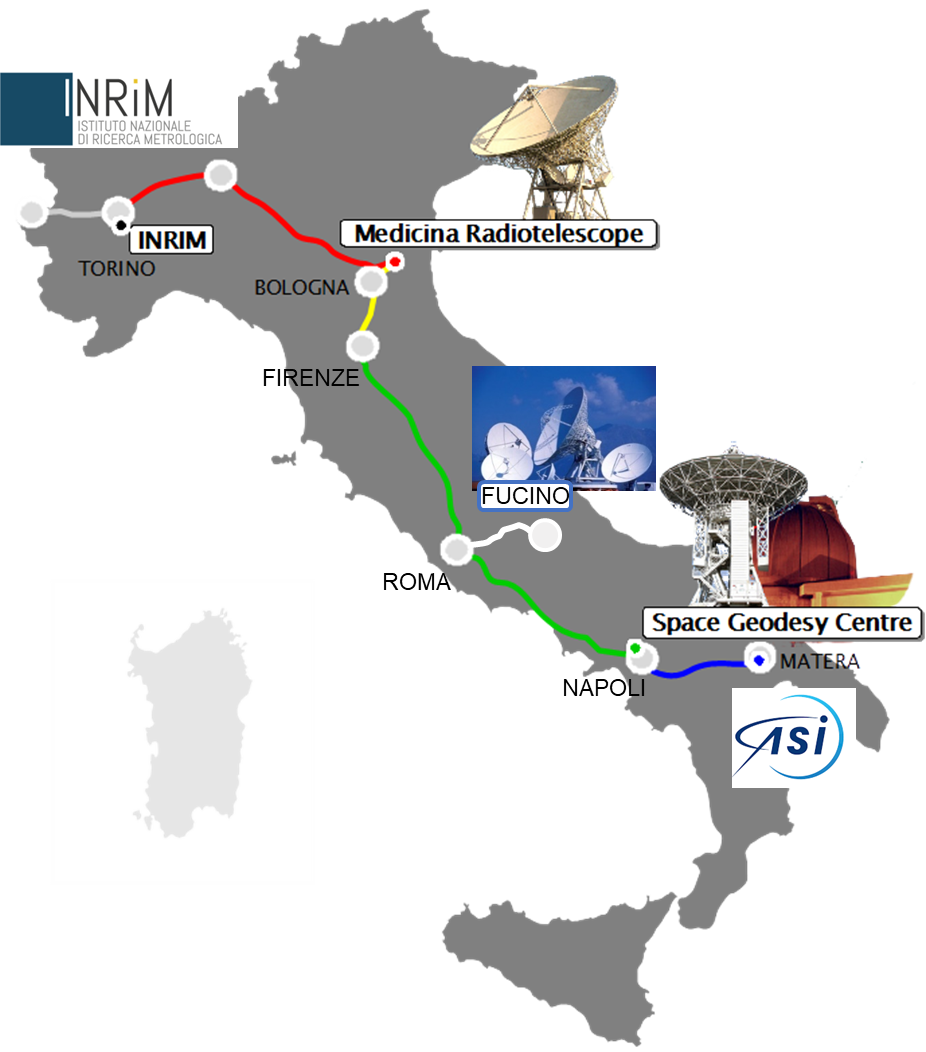 INRiM
ISTITUTO NAZIONALE
DI RICERCA METROLOGICA
Medicina Radiotelescope
INRIM
TORINO
BOLOGNA
FIRENZE
FUCINO
ROMA
Space Geodesy Centre
MATERA
NAPOLI
ASi